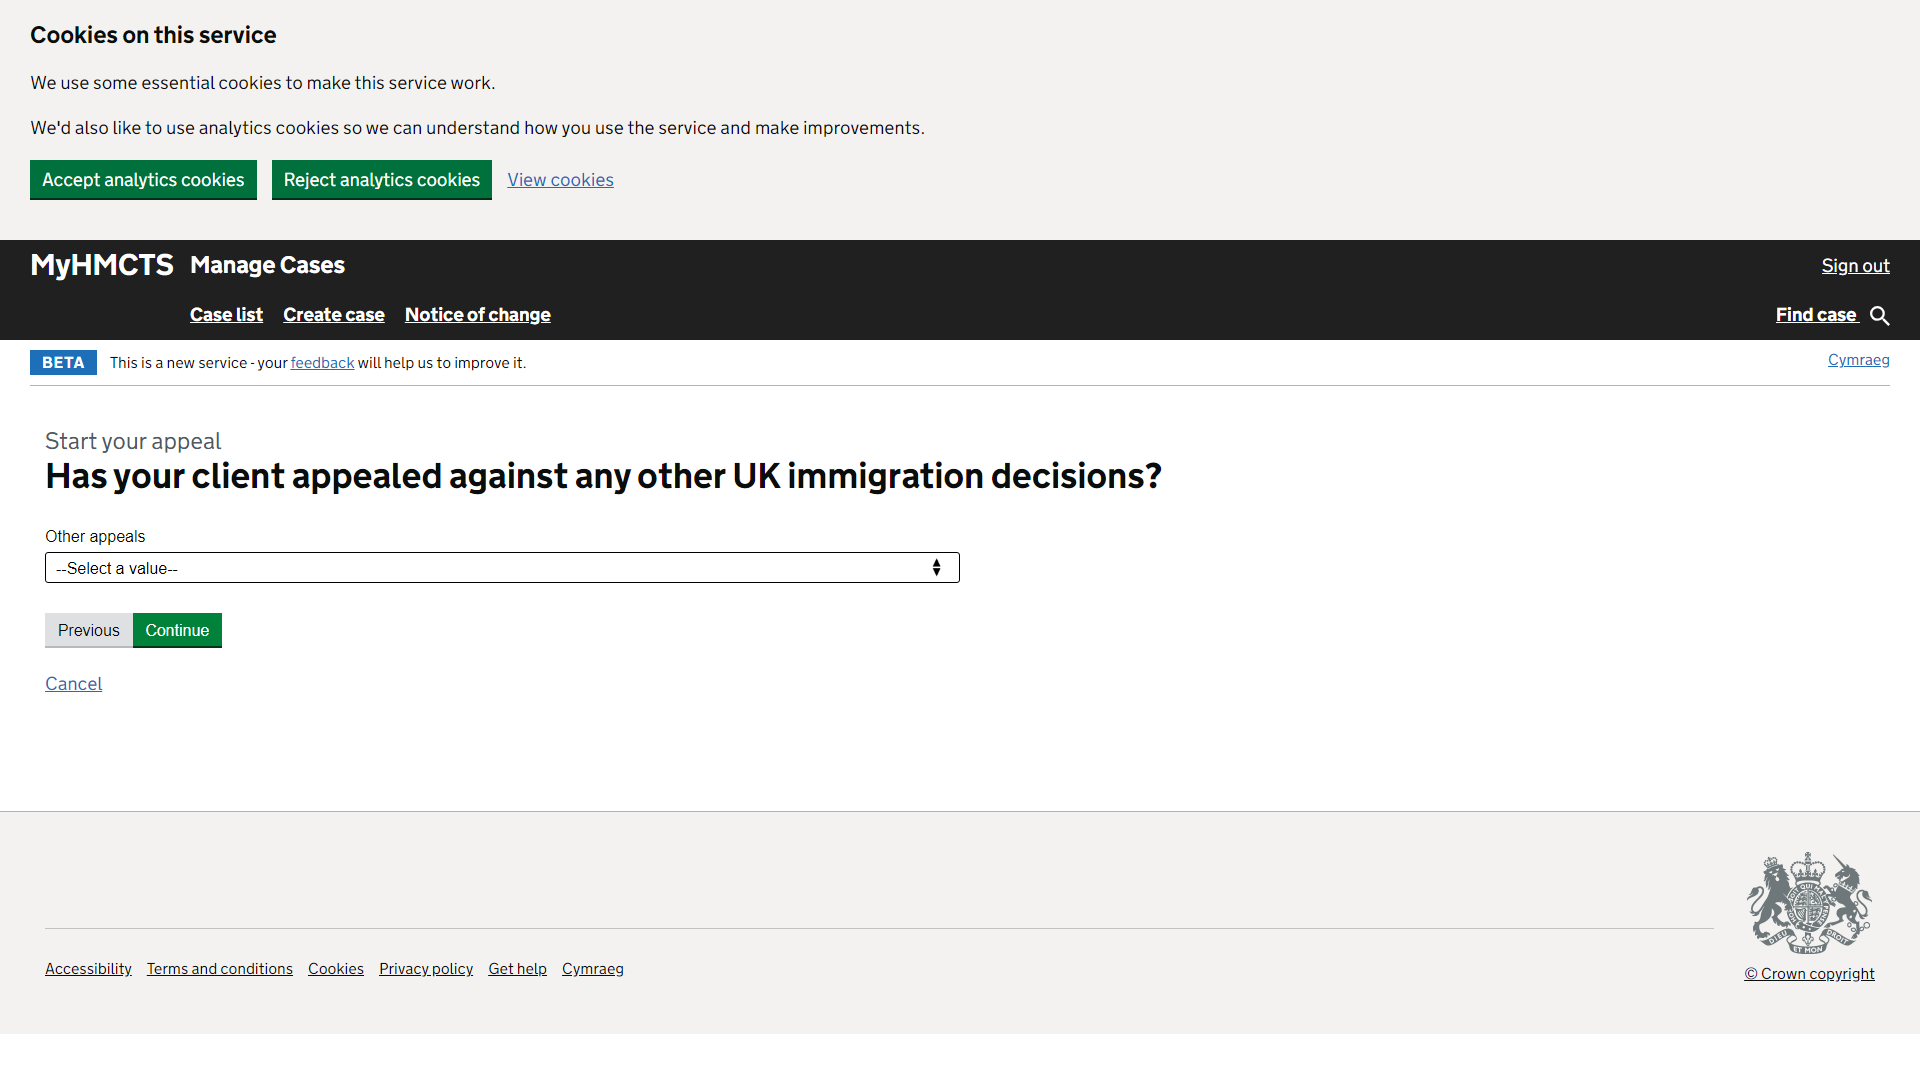 Cookies on this service
We use some essential cookies to make this service work.
We'd also like to use analytics cookies so we can understand how you use the service and make improvements.
Accept analytics cookies Reject analytics cookies View cookies
MyHMCTS Manage Cases Sign out
Case list Create case Notice of change Find case
BETA This is a new service - your feedback will help us to improve it. Cymraeg
Start your appeal
Has your client appealed against any other UK immigration decisions?
Other appeals
--Select a value--
Previous Continue
Cancel
DIEU ET MON DROIT
Accessibility Terms and conditions Cookies Privacy policy Get help Cymraeg
© Crown copyright